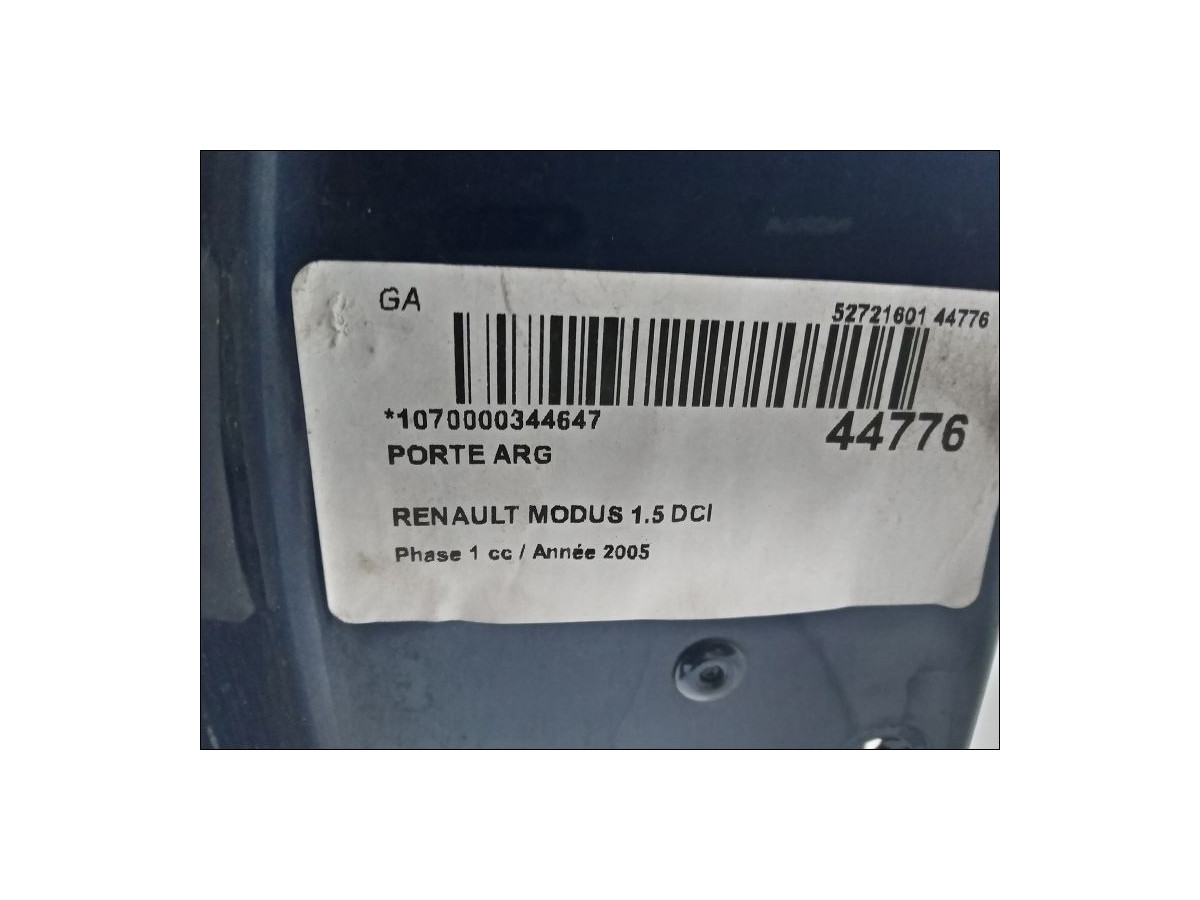 GA
52721601 44776
*1070000344647
44776
PORTE ARG
RENAULT MODUS 1.5 DCI
Phase 1 cc / Année 2005